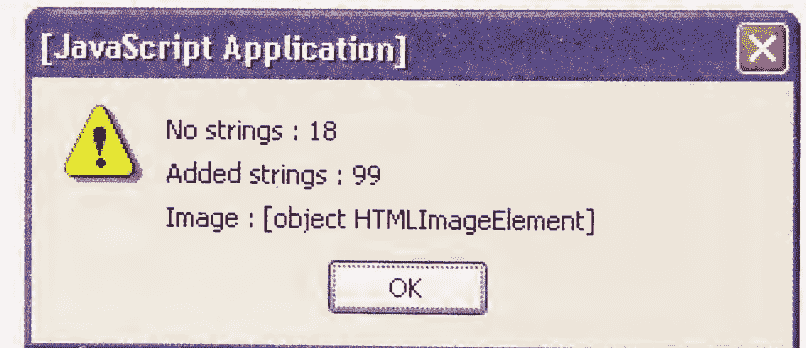 [JavaScript Application]
No strings : 18
Added strings : 99
Image : [object HTMLImageElement]
OK